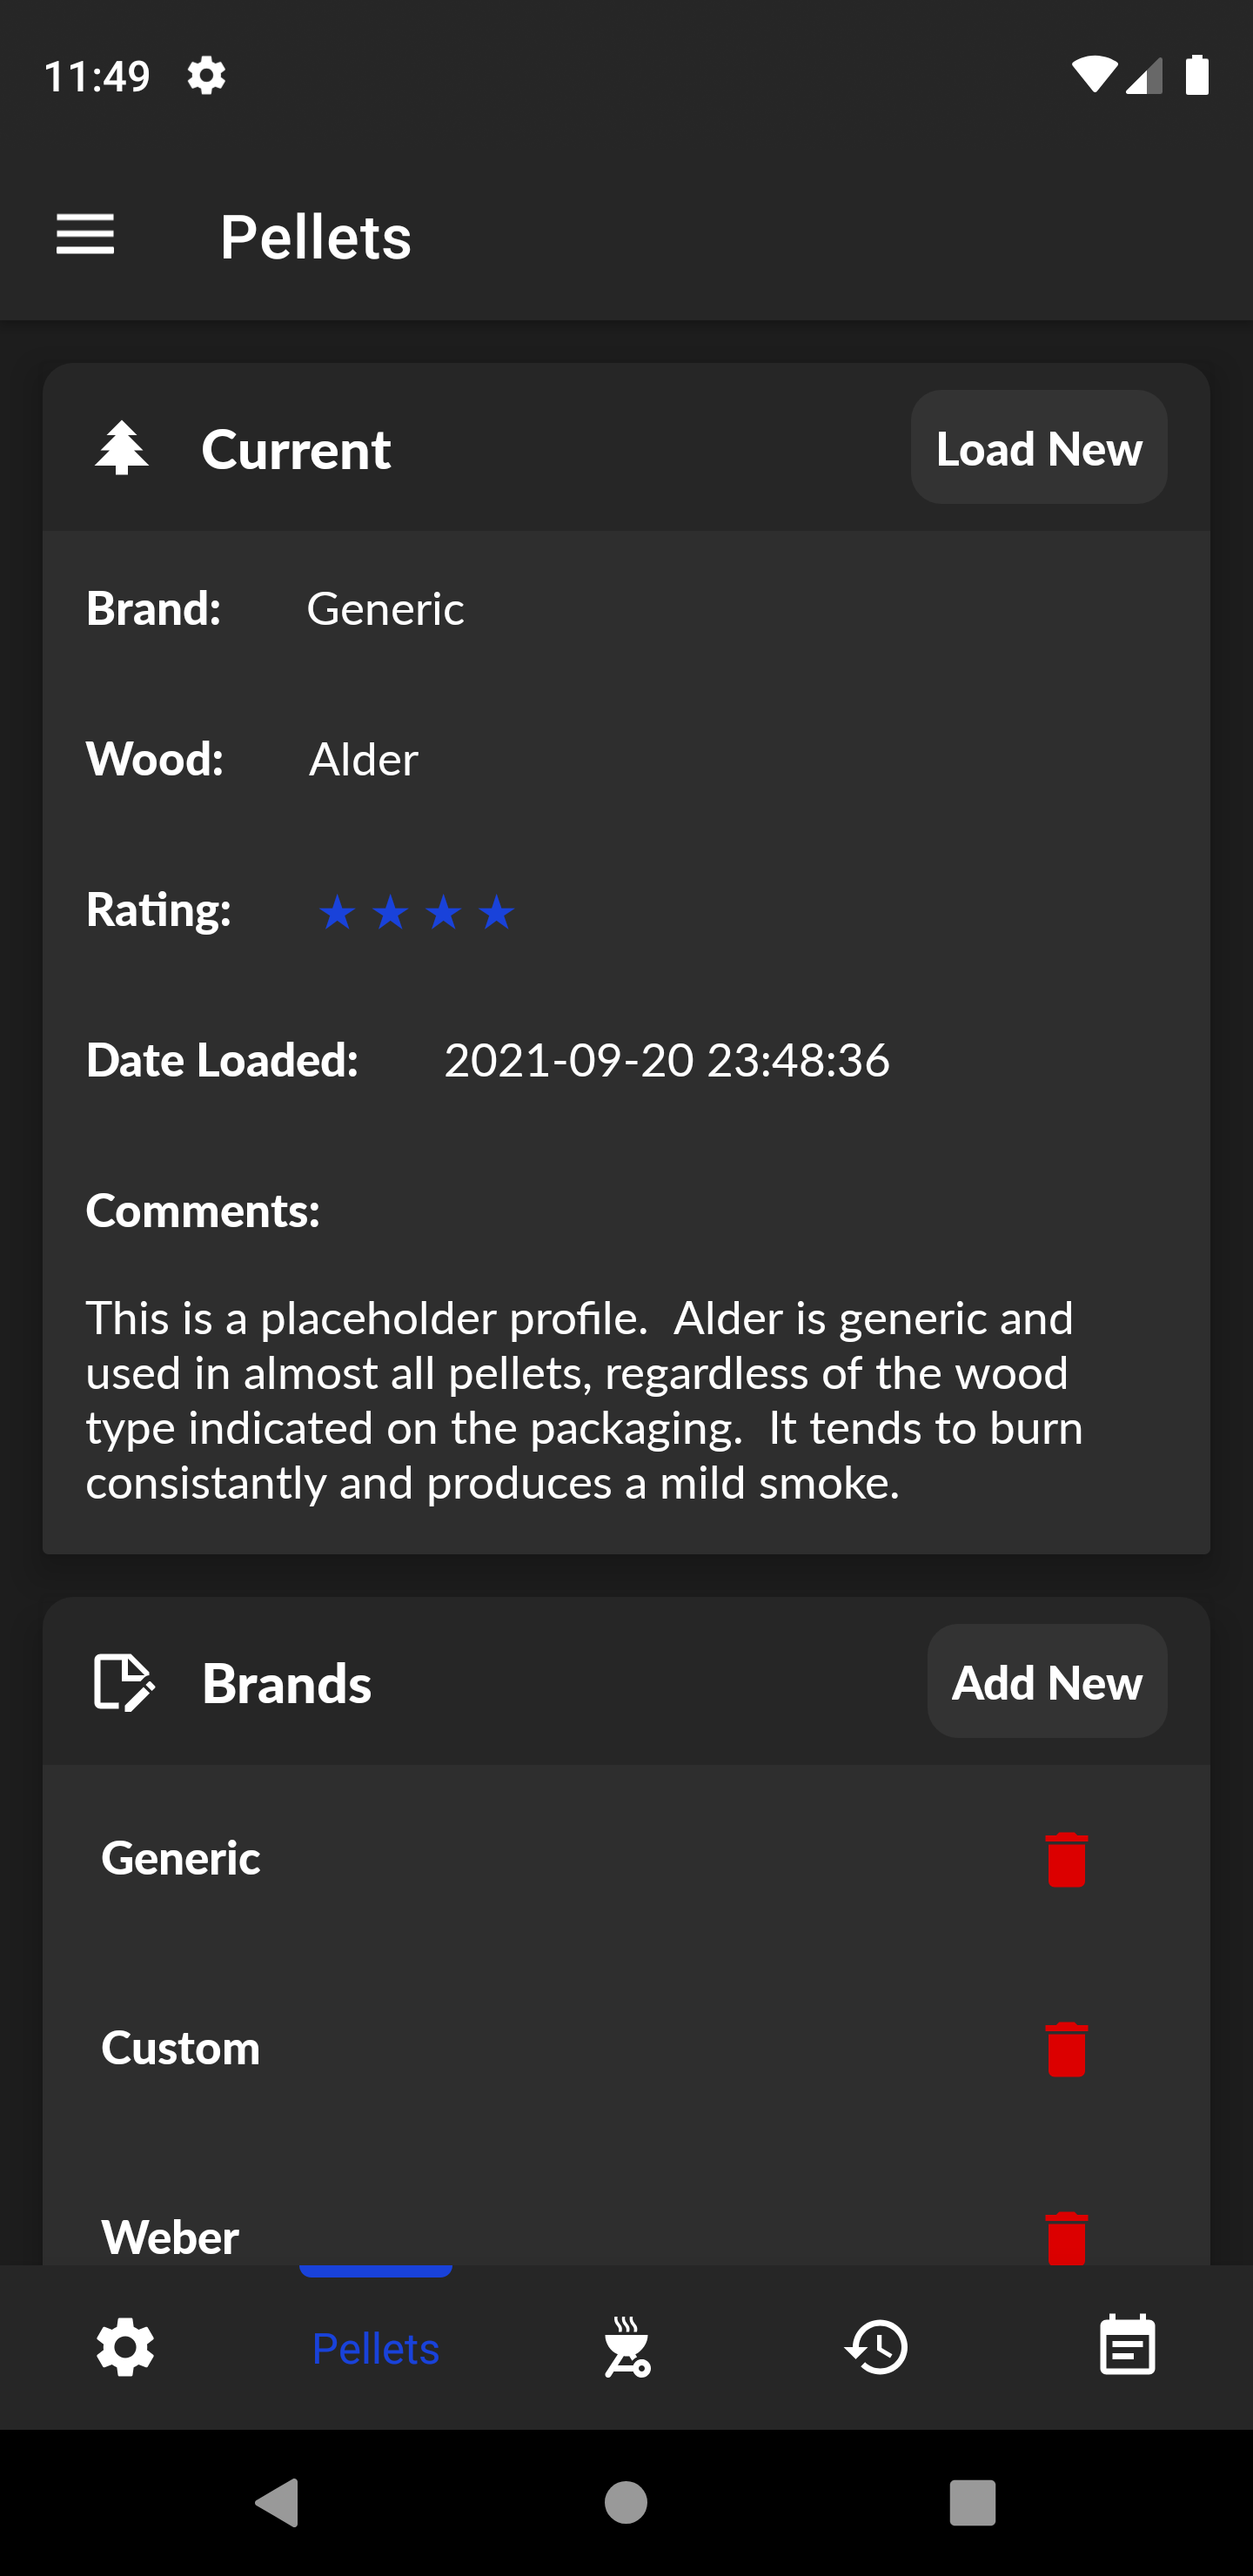 11:49
Pellets
Current
Load New
Brand: Generic
Wood: Alder
Rating: ★ ★ ★ ★
Date Loaded: 2021-09-20 23:48:36
Comments:
This is a placeholder profile.  Alder is generic and
used in almost all pellets, regardless of the wood
type indicated on the packaging.  It tends to burn
consistantly and produces a mild smoke.
Brands
Add New
Generic
Custom
Weber
Pellets